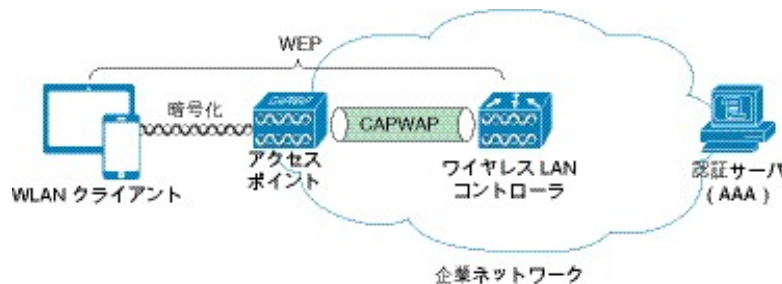 WEP
暗号化
CAPWAP
WLAN クライアント
アクセス
ポイント
ワイヤレス LAN
コントローラ
認証サーバ
( AAA )
企業ネットワーク